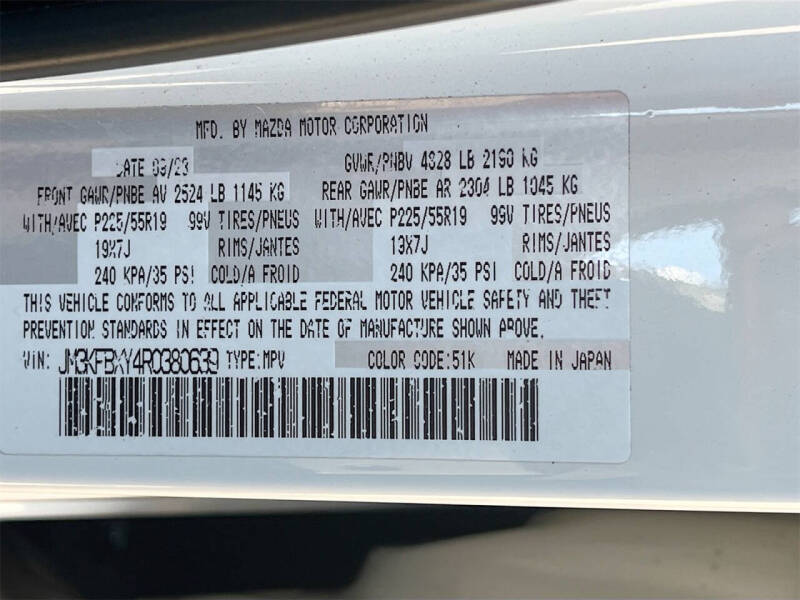 MFD. BY MAZDA MOTOR CORPORATION
DATE 09/23 GVWR/PNBV 4828 LB 2190 KG
FRONT GAWR/PNBE AV 2524 LB 1145 KG REAR GAWR/PNBE AR 2304 LB 1045 KG
WITH/AVEC P225/55R19 99V TIRES/PNEUS WITH/AVEC P225/55R19 99V TIRES/PNEUS
19X7J RIMS/JANTES 19X7J RIMS/JANTES
240 KPA/35 PSI COLD/A FROID 240 KPA/35 PSI COLD/A FROID
THIS VEHICLE CONFORMS TO ALL APPLICABLE FEDERAL MOTOR VEHICLE SAFETY AND THEFT
PREVENTION STANDARDS IN EFFECT ON THE DATE OF MANUFACTURE SHOWN ABOVE.
VIN: JM3KFBXY4R0380639 TYPE:MPV COLOR CODE:51K MADE IN JAPAN